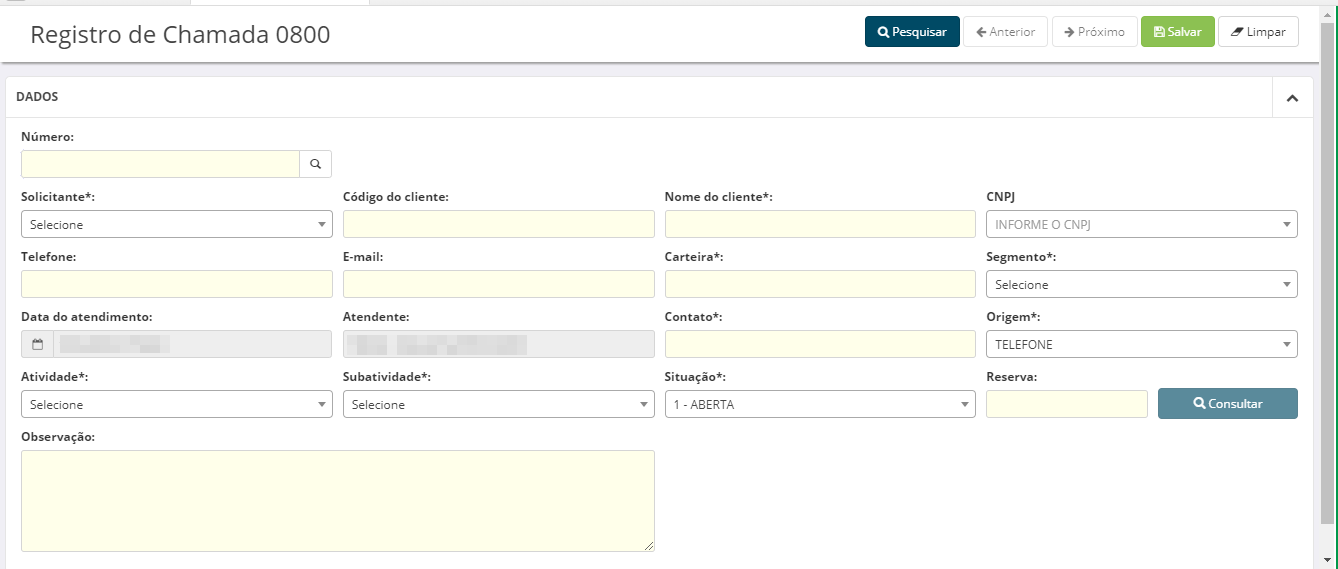 Registro de Chamada 0800
Pesquisar Anterior Próximo Salvar Limpar
DADOS
Número:
Solicitante*: Código do cliente: Nome do cliente*: CNPJ
Selecione INFORME O CNPJ
Telefone: E-mail: Carteira*: Segmento*:
Selecione
Data do atendimento: Atendente: Contato*: Origem*:
TELEFONE
Atividade*: Subatividade*: Situação*: Reserva:
Selecione Selecione 1 - ABERTA Consultar
Observação: